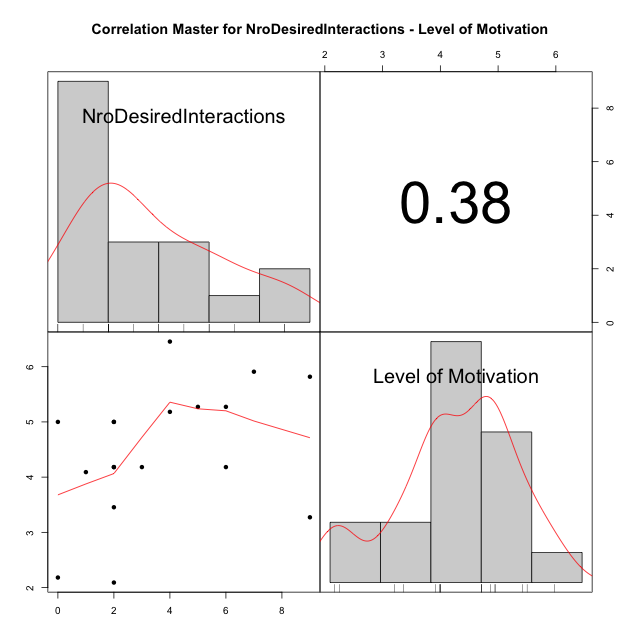 Correlation Master for NroDesiredInteractions - Level of Motivation
2 3 4 5 6
NroDesiredInteractions
0.38
8
6
4
2
0
Level of Motivation
6
5
4
3
2
0 2 4 6 8